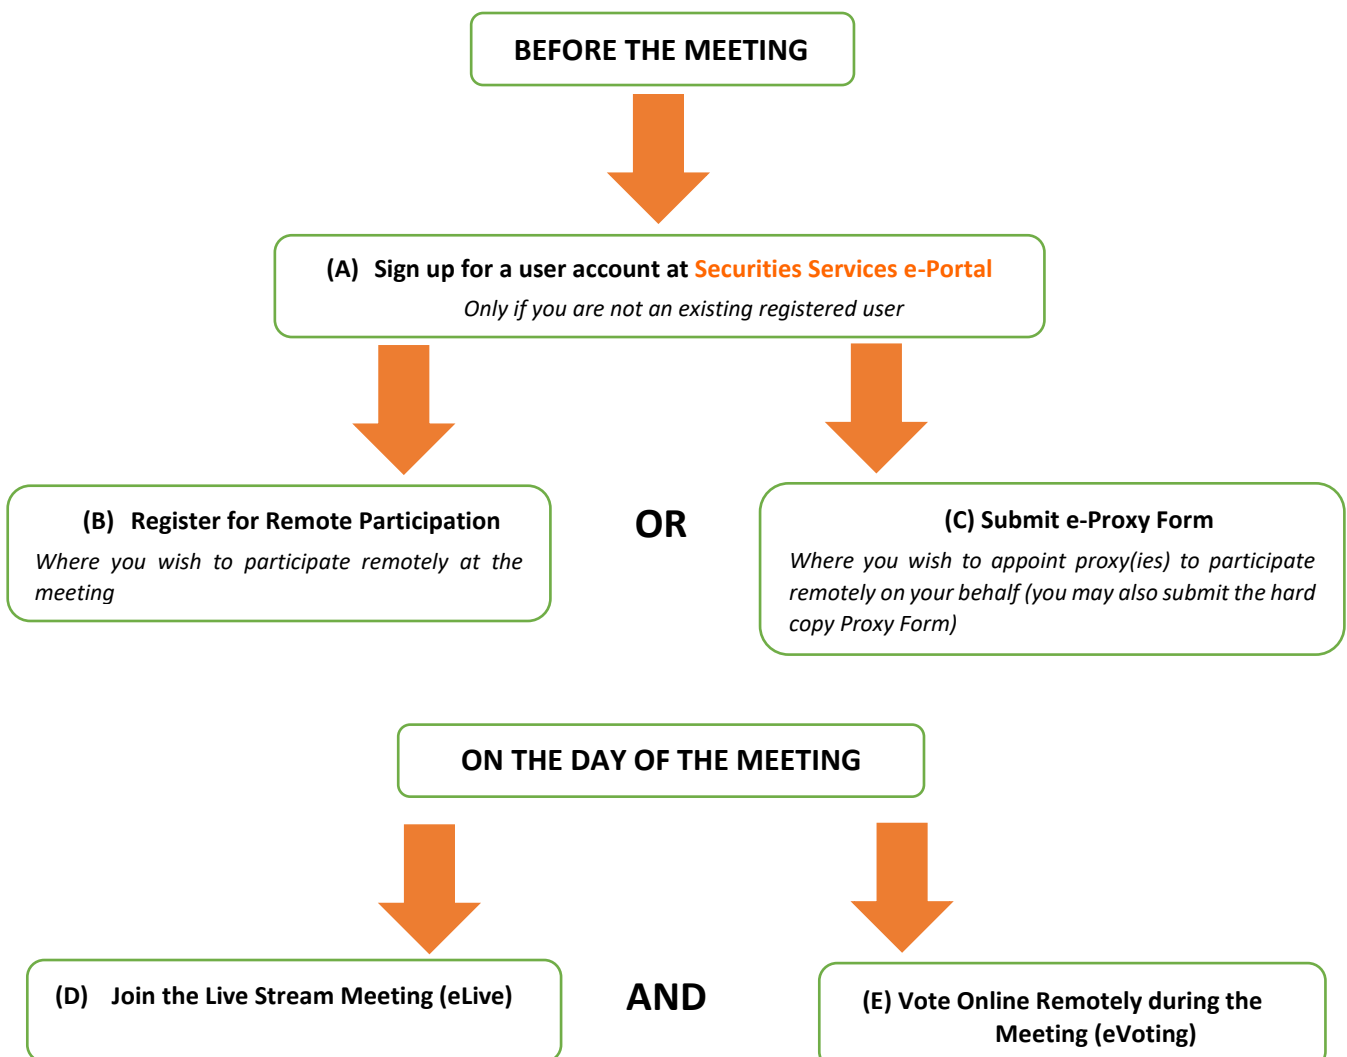 BEFORE THE MEETING
(A) Sign up for a user account at Securities Services e-Portal
Only if you are not an existing registered user
(B) Register for Remote Participation
Where you wish to participate remotely at the
meeting
OR
(C) Submit e-Proxy Form
Where you wish to appoint proxy(ies) to participate
remotely on your behalf (you may also submit the hard
copy Proxy Form)
ON THE DAY OF THE MEETING
(D) Join the Live Stream Meeting (eLive)
AND
(E) Vote Online Remotely during the
Meeting (eVoting)